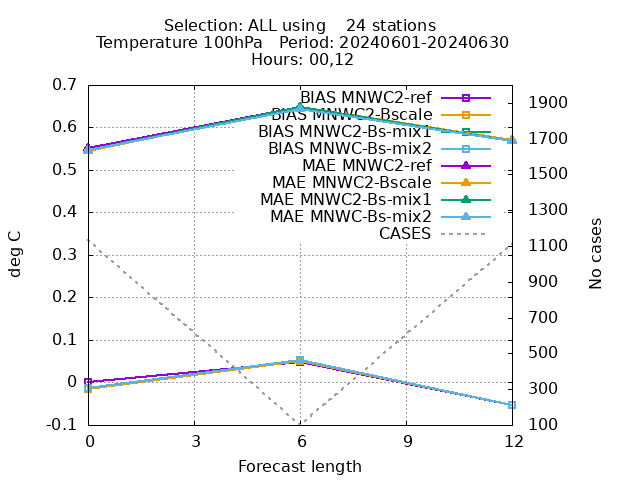 Selection: ALL using    24 stations
Temperature 100hPa   Period: 20240601-20240630
Hours: 00,12
BIAS MNWC2-ref
BIAS MNWC2-Bscale
BIAS MNWC2-Bs-mix1
BIAS MNWC-Bs-mix2
MAE MNWC2-ref
MAE MNWC2-Bscale
MAE MNWC2-Bs-mix1
MAE MNWC-Bs-mix2
CASES
deg C
0.7
0.6
0.5
0.4
0.3
0.2
0.1
0
-0.1
1900
1700
1500
1300
1100
900
700
500
300
100
No cases
0 3 6 9 12
Forecast length